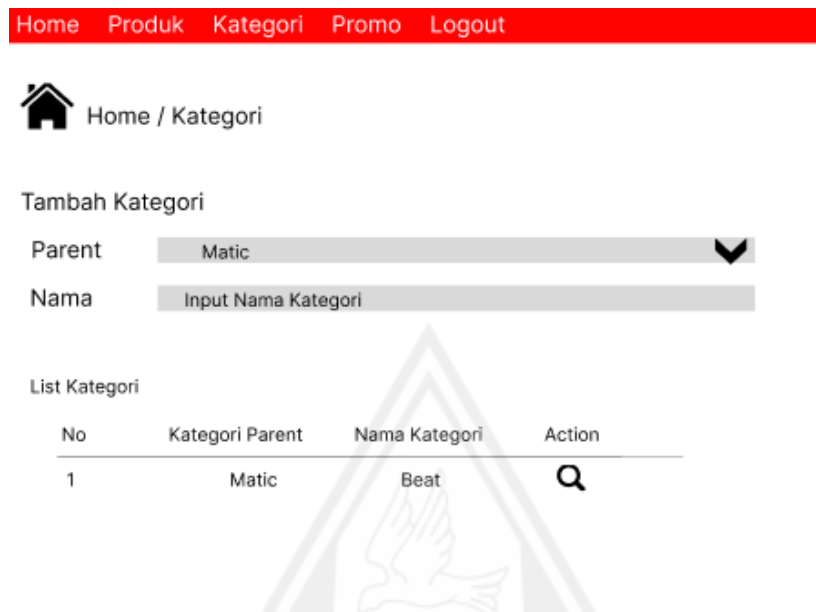 Home Produk Kategori Promo Logout
Home / Kategori
Tambah Kategori
Parent Matic
Nama Input Nama Kategori
List Kategori
No Kategori Parent Nama Kategori Action
1 Matic Beat